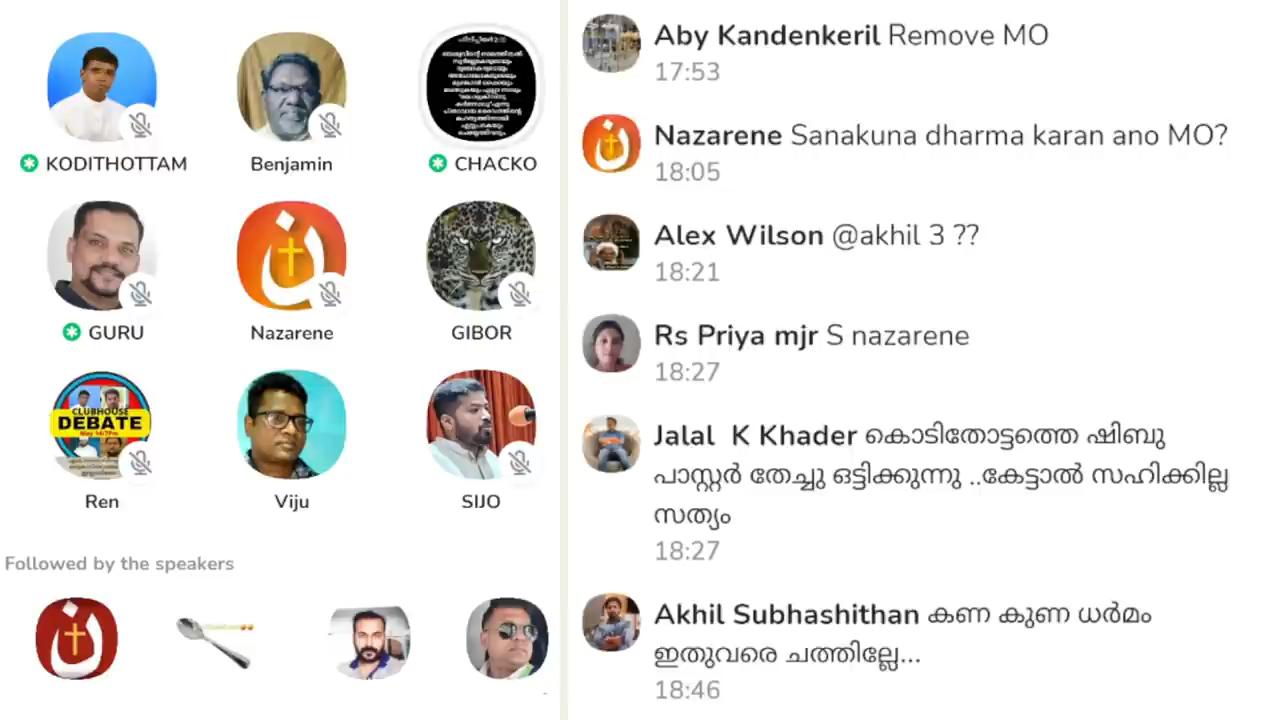 KODITHOTTAM
Benjamin
CHACKO
GURU
Nazarene
GIBOR
CLUBHOUSE
DEBATE
Ren
Viju
SIJO
Followed by the speakers
Aby Kandenkeril Remove MO
17:53
Nazarene Sanakuna dharma karan ano MO?
18:05
Alex Wilson @akhil 3 ??
18:21
Rs Priya mjr S nazarene
18:27
Jalal K Khader കൊടിതോട്ടത്തെ ഷിബു
പാസ്റ്റർ തേച്ചു ഒട്ടിക്കുന്നു ..കേട്ടാൽ സഹിക്കില്ല
സത്യം
18:27
Akhil Subhashithan കണ കുണ ധർമം
ഇതുവരെ ചത്തില്ലേ...
18:46